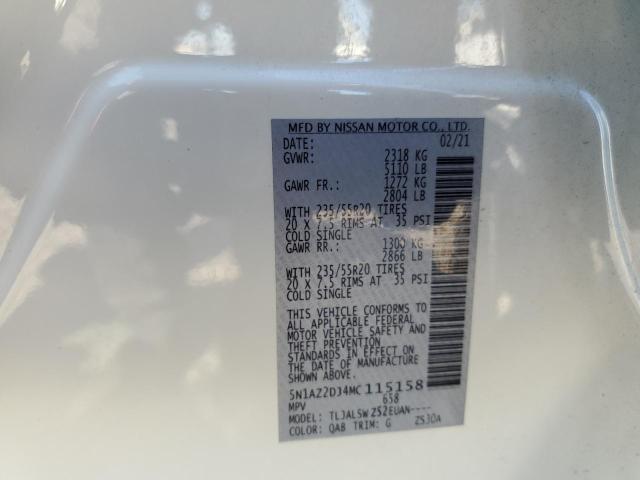 MFD BY NISSAN MOTOR CO., LTD.
DATE: 02/21
GVWR: 2318 KG
5110 LB
GAWR FR.: 1272 KG
2804 LB
WITH 235/55R20 TIRES
20 X 7.5 RIMS AT 35 PSI
COLD SINGLE
GAWR RR.: 1300 KG
2866 LB
WITH 235/55R20 TIRES
20 X 7.5 RIMS AT 35 PSI
COLD SINGLE
THIS VEHICLE CONFORMS TO
ALL APPLICABLE FEDERAL
MOTOR VEHICLE SAFETY AND
THEFT PREVENTION
STANDARDS IN EFFECT ON
THE DATE OF MANUFACTURE
SHOWN ABOVE.
5N1AZ2DJ4MC115158
MPV 658
MODEL: TLJALSWZS2EUAN----
COLOR: QAB TRIM: G ZS30A